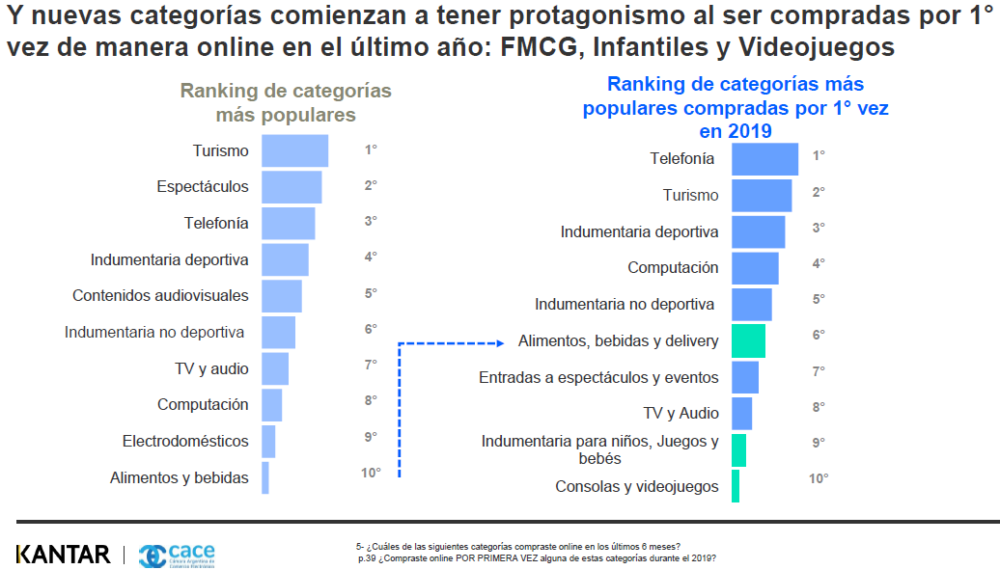 Y nuevas categorías comienzan a tener protagonismo al ser compradas por 1°
vez de manera online en el último año: FMCG, Infantiles y Videojuegos
Ranking de categorías
más populares
Turismo 1°
Espectáculos 2°
Telefonía 3°
Indumentaria deportiva 4°
Contenidos audiovisuales 5°
Indumentaria no deportiva 6°
TV y audio 7°
Computación 8°
Electrodomésticos 9°
Alimentos y bebidas 10°
Ranking de categorías más
populares compradas por 1° vez
en 2019
Telefonía 1°
Turismo 2°
Indumentaria deportiva 3°
Computación 4°
Indumentaria no deportiva 5°
Alimentos, bebidas y delivery 6°
Entradas a espectáculos y eventos 7°
TV y Audio 8°
Indumentaria para niños, Juegos y 9°
bebés
Consolas y videojuegos 10°
KANTAR
cace
Cámara Argentina de
Comercio Electrónico
5- ¿Cuáles de las siguientes categorías compraste online en los últimos 6 meses?
p.39 ¿Compraste online POR PRIMERA VEZ alguna de estas categorías durante el 2019?